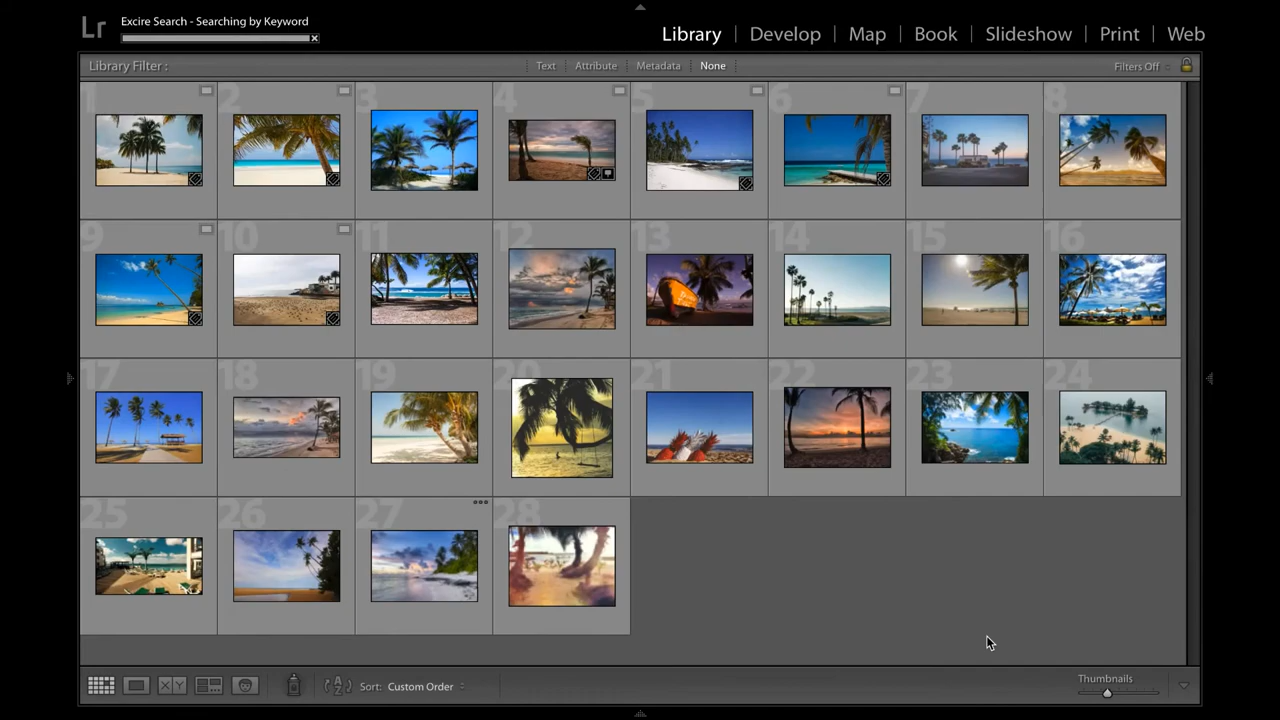 Lr
Excire Search - Searching by Keyword
Library | Develop | Map | Book | Slideshow | Print | Web
Library Filter :
Text Attribute Metadata None
Filters Off
1 2 3 4 5 6 7 8
9 10 11 12 13 14 15 16
17 18 19 20 21 22 23 24
25 26 27 28
X Y
A Z
Sort: Custom Order
Thumbnails